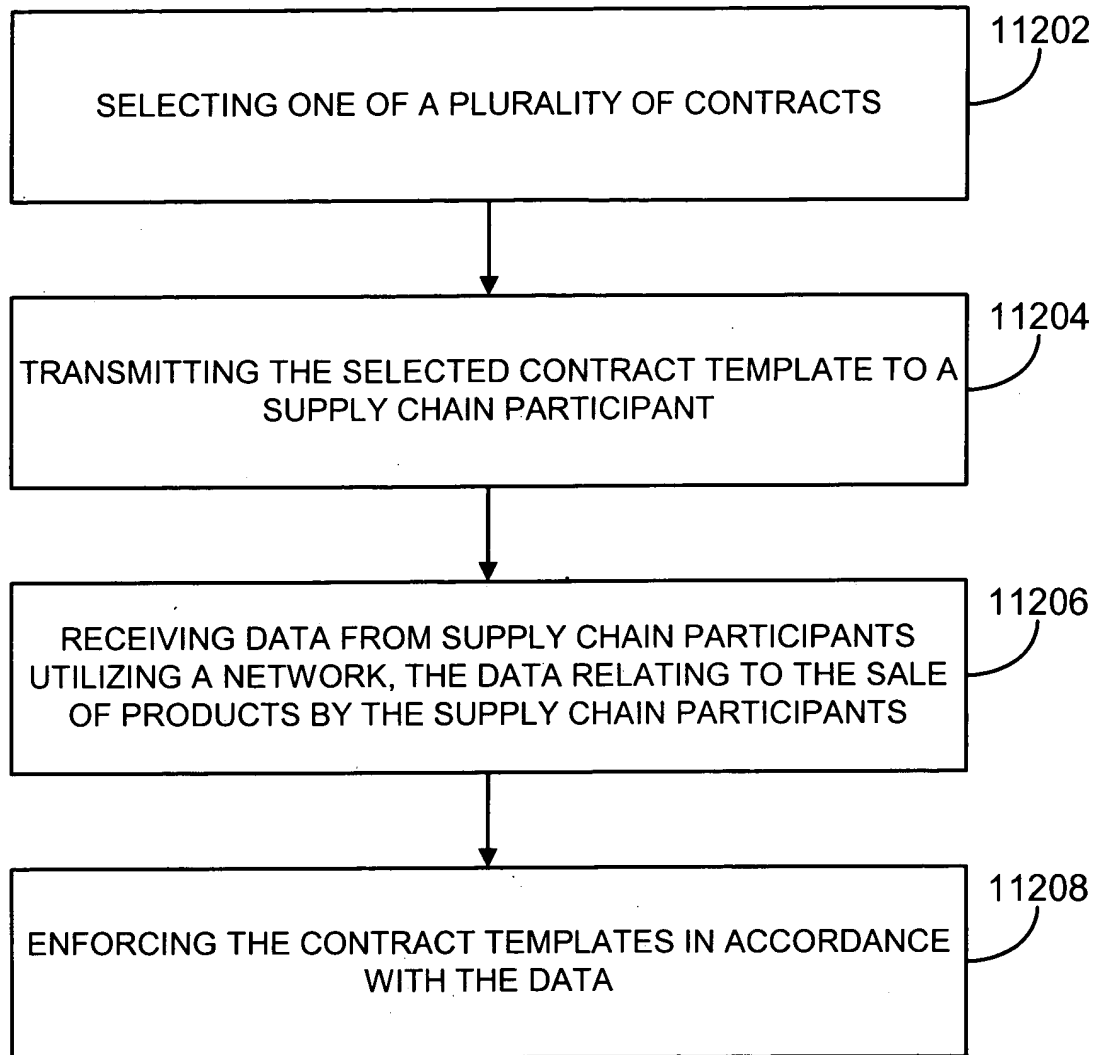 11202
SELECTING ONE OF A PLURALITY OF CONTRACTS
11204
TRANSMITTING THE SELECTED CONTRACT TEMPLATE TO A
SUPPLY CHAIN PARTICIPANT
11206
RECEIVING DATA FROM SUPPLY CHAIN PARTICIPANTS
UTILIZING A NETWORK, THE DATA RELATING TO THE SALE
OF PRODUCTS BY THE SUPPLY CHAIN PARTICIPANTS
11208
ENFORCING THE CONTRACT TEMPLATES IN ACCORDANCE
WITH THE DATA